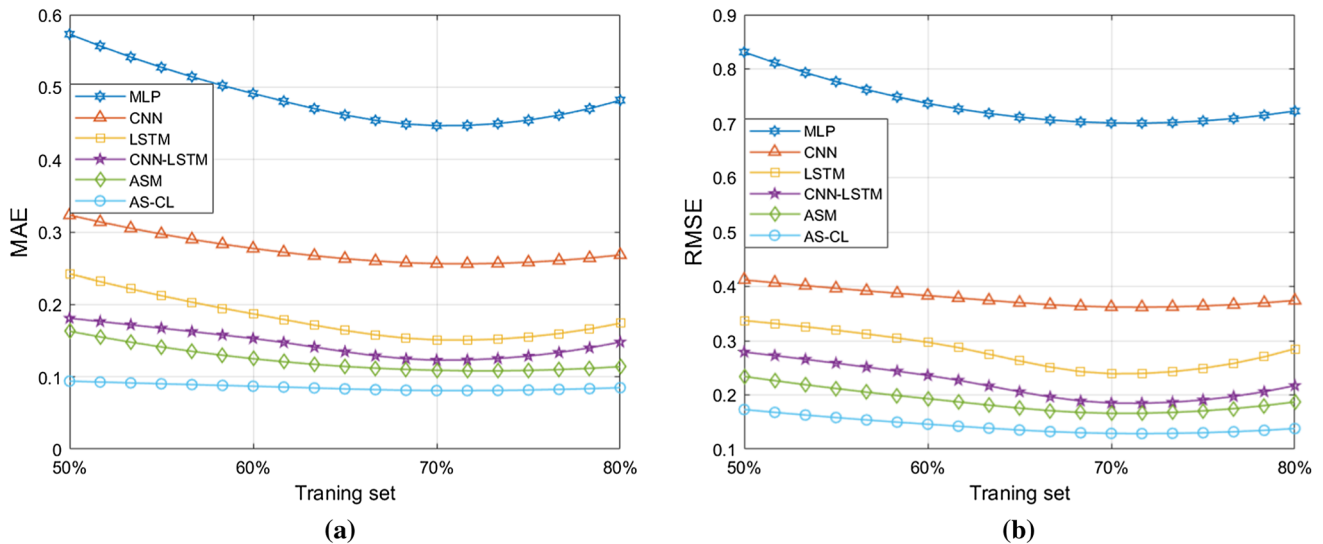 0.6
0.5
0.4
0.3
0.2
0.1
0
MAE
MLP
CNN
LSTM
CNN-LSTM
ASM
AS-CL
50%
60%
70%
80%
Traning set
(a)
0.9
0.8
0.7
0.6
0.5
0.4
0.3
0.2
0.1
RMSE
MLP
CNN
LSTM
CNN-LSTM
ASM
AS-CL
50%
60%
70%
80%
Traning set
(b)